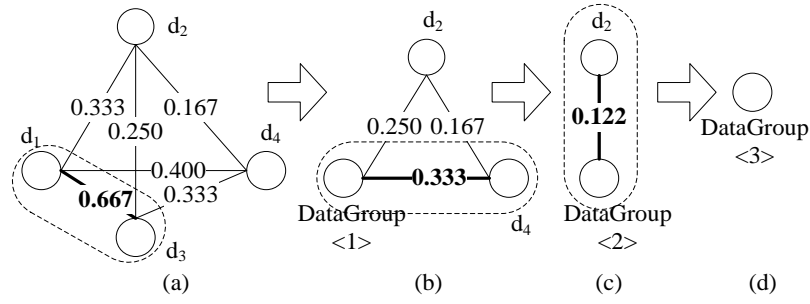 d2
0.333
0.250
0.167
d1
0.400
d4
0.667
0.333
d3
(a)
d2
0.250
0.167
0.333
DataGroup
<1>
d4
(b)
d2
0.122
DataGroup
<2>
(c)
DataGroup
<3>
(d)